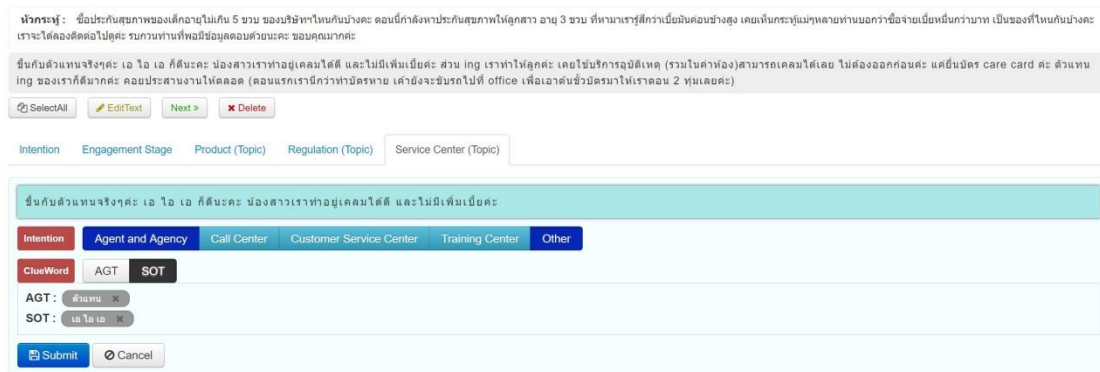 หัวกระทู้ : ซื้อประกันสุขภาพของเด็กอายุไม่เกิน 5 ขวบ ของบริษัทฯไหนกันบ้างคะ ตอนนี้กำลังหาประกันสุขภาพให้ลูกสาว อายุ 3 ขวบ ที่หามาเรารู้สึกว่าเบี้ยมันค่อนข้างสูง เคยเห็นกระทู้แม่ๆหลายท่านบอกว่าซื้อจ่ายเบี้ยหมื่นกว่าบาท เป็นของที่ไหนกันบ้างคะ
เราจะได้ลองติดต่อไปดูค่ะ รบกวนท่านที่พอมีข้อมูลตอบด้วยนะคะ ขอบคุณมากค่ะ
ขึ้นกับตัวแทนจริงๆค่ะ เอ ไอ เอ ก็ดีนะคะ น้องสาวเราทำอยู่เคลมได้ดี และไม่มีเพิ่มเบี้ยค่ะ ส่วน ing เราทำให้ลูกค่ะ เคยใช้บริการอุบัติเหตุ (รวมในค่าห้อง)สามารถเคลมได้เลย ไม่ต้องออกก่อนค่ะ แค่ยื่นบัตร care card ค่ะ ตัวแทน
ing ของเราก็ดีมากค่ะ คอยประสานงานให้ตลอด (ตอนแรกเรานึกว่าทำบัตรหาย เค้ายังจะขับรถไปที่ office เพื่อเอาต้นขั้วบัตรมาให้เราตอน 2 ทุ่มเลยค่ะ)
SelectAll EditText Next » Delete
Intention Engagement Stage Product (Topic) Regulation (Topic) Service Center (Topic)
ขึ้นกับตัวแทนจริงๆค่ะ เอ ไอ เอ ก็ดีนะคะ น้องสาวเราทำอยู่เคลมได้ดี และไม่มีเพิ่มเบี้ยค่ะ
Intention Agent and Agency Call Center Customer Service Center Training Center Other
ClueWord AGT SOT
AGT : ตัวแทน
SOT : เอ ไอ เอ
Submit Cancel